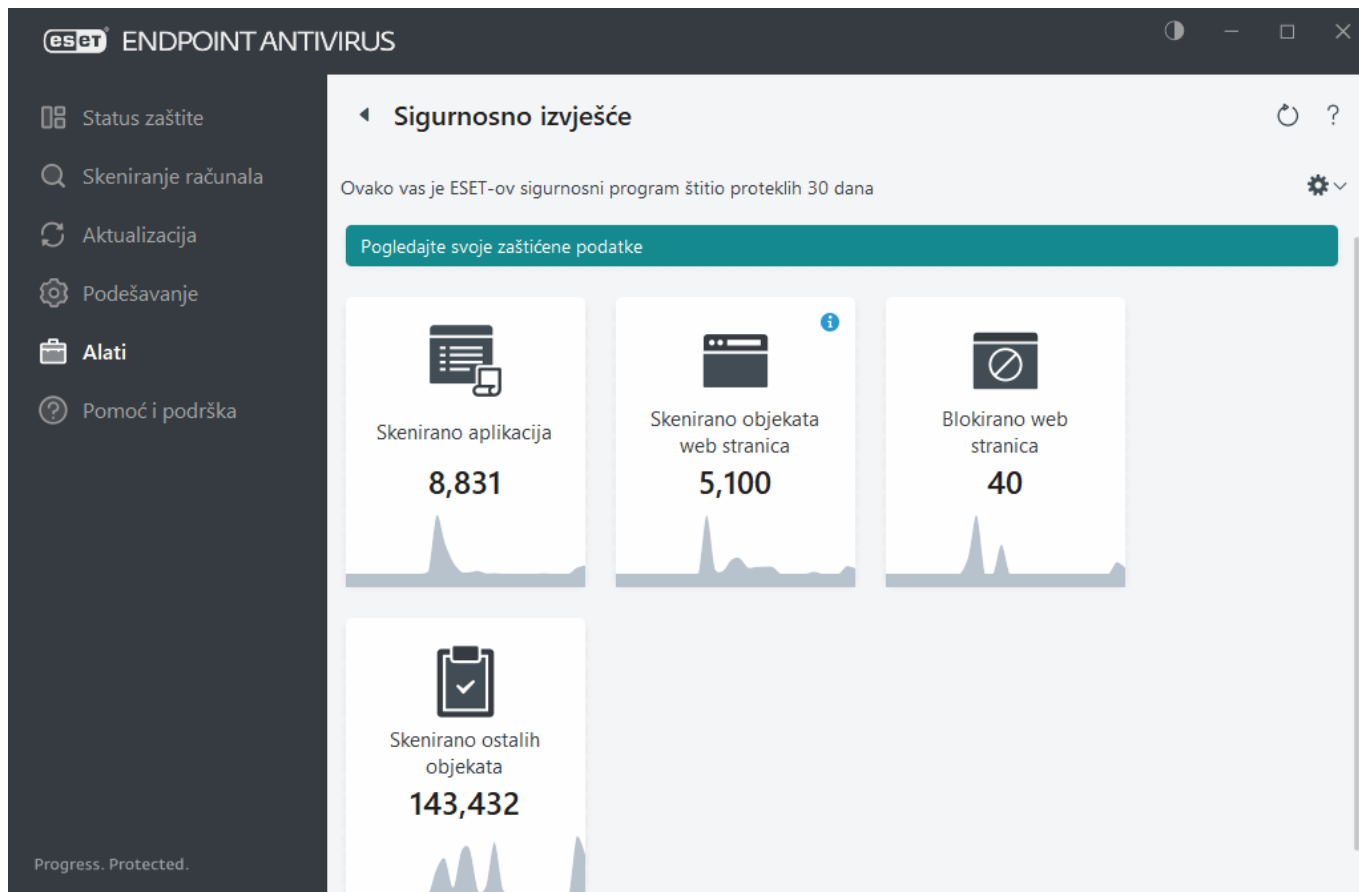 eset ENDPOINT ANTIVIRUS
Status zaštite
Skeniranje računala
Aktualizacija
Podešavanje
Alati
Pomoć i podrška
Progress. Protected.
Sigurnosno izvješće
?
Ovako vas je ESET-ov sigurnosni program štitio proteklih 30 dana
Pogledajte svoje zaštićene podatke
Skenirano aplikacija
8,831
Skenirano objekata
web stranica
5,100
Blokirano web
stranica
40
Skenirano ostalih
objekata
143,432